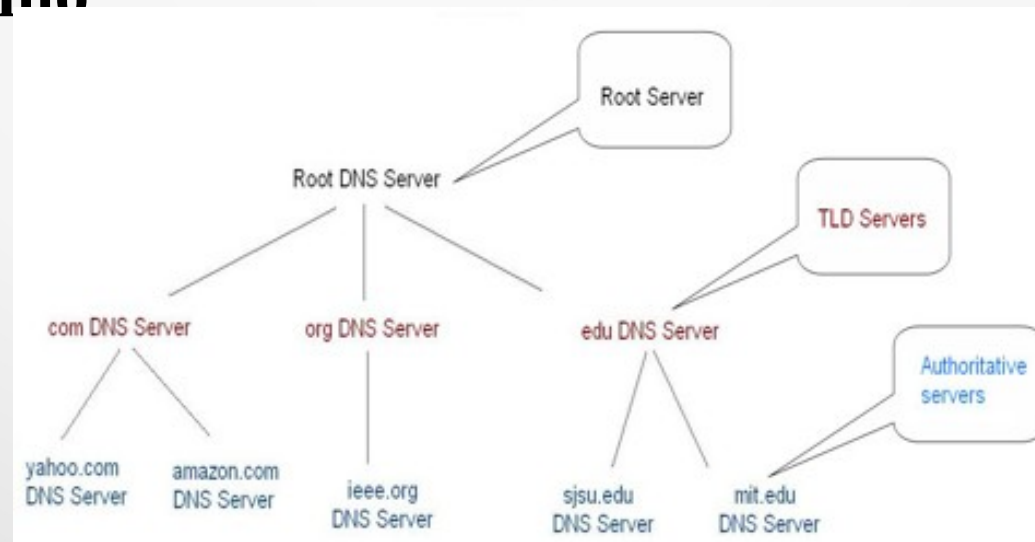 Root Server
Root DNS Server
TLD Servers
com DNS Server
org DNS Server
edu DNS Server
Authoritative
servers
yahoo.com
DNS Server
amazon.com
DNS Server
ieee.org
DNS Server
sjsu.edu
DNS Server
mit.edu
DNS Server